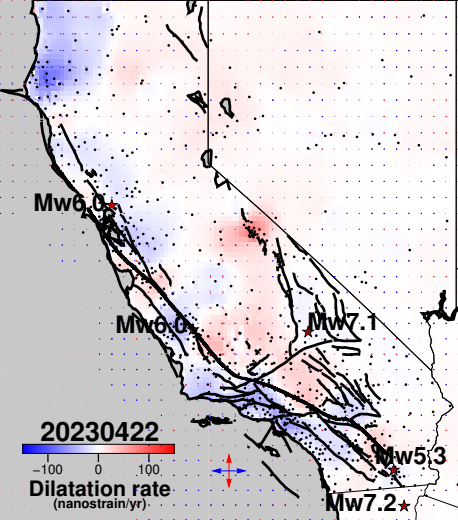 Mw6.0
Mw6.0
Mw7.1
20230422
−100 0 100
Dilatation rate
(nanostrain/yr)
Mw5.3
Mw7.2